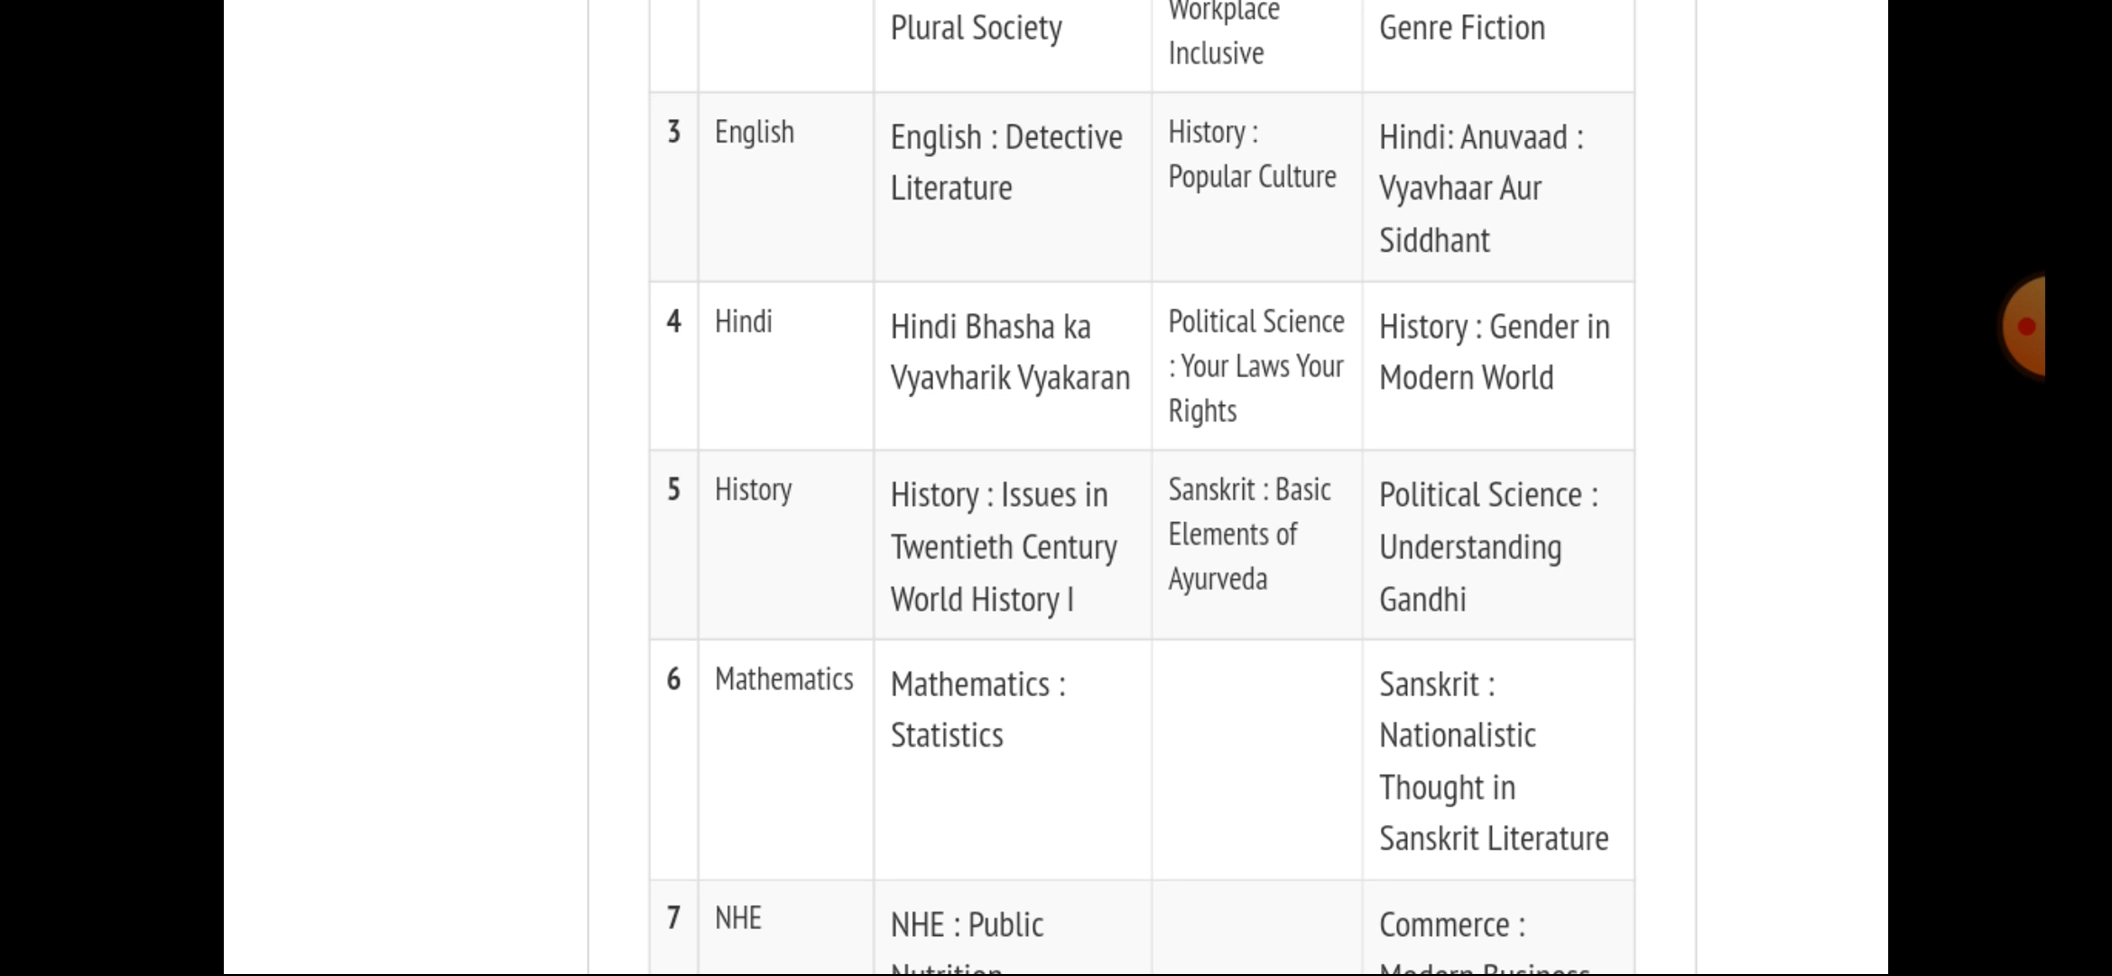 Plural Society
Workplace
Inclusive
Genre Fiction
3
English
English : Detective
Literature
History :
Popular Culture
Hindi: Anuvaad :
Vyavhaar Aur
Siddhant
4
Hindi
Hindi Bhasha ka
Vyavharik Vyakaran
Political Science
: Your Laws Your
Rights
History : Gender in
Modern World
5
History
History : Issues in
Twentieth Century
World History I
Sanskrit : Basic
Elements of
Ayurveda
Political Science :
Understanding
Gandhi
6
Mathematics
Mathematics :
Statistics
Sanskrit :
Nationalistic
Thought in
Sanskrit Literature
7
NHE
NHE : Public
Nutrition
Commerce :
Modern Business